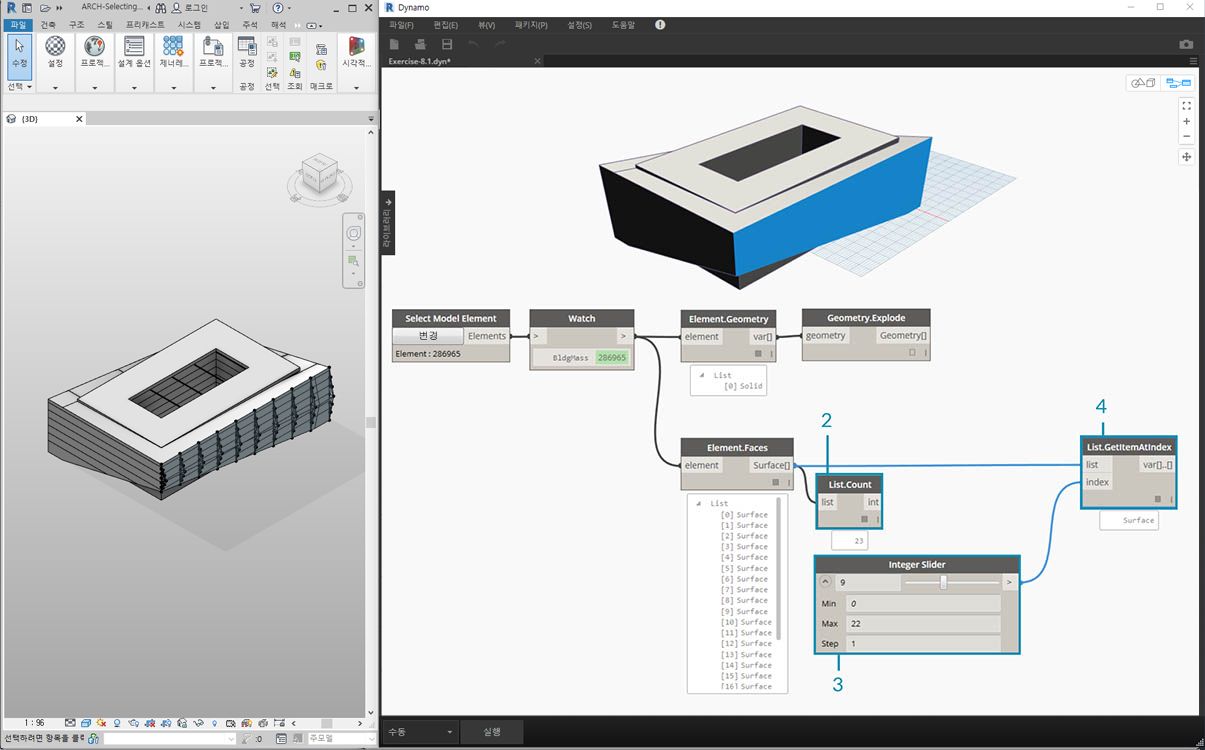 ARCH-Selecting...
로그인
파일 건축 구조 스틸 프리캐스트 시스템 삽입 주석 해석
수정 설정 프로젝... 설계 옵션 제너레... 프로젝... 공정 시각적...
선택 공정 선택 조회 매크로
{3D}
1 : 96
선택하려면 항목을 클릭
:0
주모델
Dynamo
파일(F) 편집(E) 뷰(V) 패키지(P) 설정(S) 도움말
Exercise-8.1.dyn*
라이브러리
Select Model Element
변경 Elements
Element : 286965
Watch
> >
BldgMass 286965
Element.Geometry
element var[]
List
[0] Solid
Geometry.Explode
geometry Geometry[]
Element.Faces
element Surface[]
List
[0] Surface
[1] Surface
[2] Surface
[3] Surface
[4] Surface
[5] Surface
[6] Surface
[7] Surface
[8] Surface
[9] Surface
[10] Surface
[11] Surface
[12] Surface
[13] Surface
[14] Surface
[15] Surface
[16] Surface
2
List.Count
list int
23
3
Integer Slider
9 >
Min 0
Max 22
Step 1
4
List.GetItemAtIndex
list var[]..[]
index
Surface
수동 실행